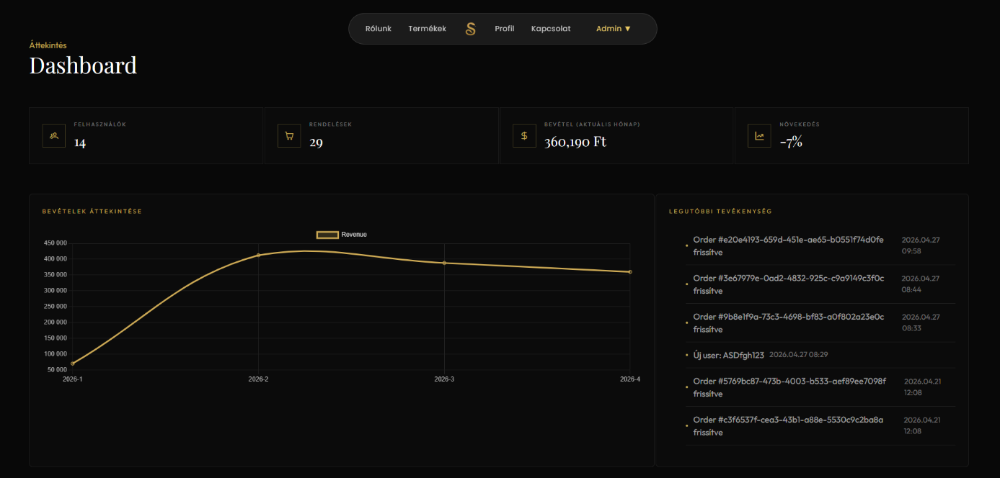 Rólunk Termékek S Profil Kapcsolat Admin ▼
Áttekintés
Dashboard
FELHASZNÁLÓK
14
RENDELÉSEK
29
BEVÉTEL (AKTUÁLIS HÓNAP)
360,190 Ft
NÖVEKEDÉS
-7%
BEVÉTELEK ÁTTEKINTÉSE
Revenue
450 000
400 000
350 000
300 000
250 000
200 000
150 000
100 000
50 000
2026-1 2026-2 2026-3 2026-4
LEGUTÓBBI TEVÉKENYSÉG
Order #e20e4193-659d-451e-ae65-b0551f74d0fe
frissítve
2026.04.27
09:58
Order #3e67979e-0ad2-4832-925c-c9a9149c3f0c
frissítve
2026.04.27
08:44
Order #9b8e1f9a-73c3-4698-bf83-a0f802a23e0c
frissítve
2026.04.27
08:33
Új user: ASDfgh123 2026.04.27 08:29
Order #5769bc87-473b-4003-b533-aef89ee7098f
frissítve
2026.04.21
12:08
Order #c3f6537f-cea3-43b1-a88e-5530c9c2ba8a
frissítve
2026.04.21
12:08